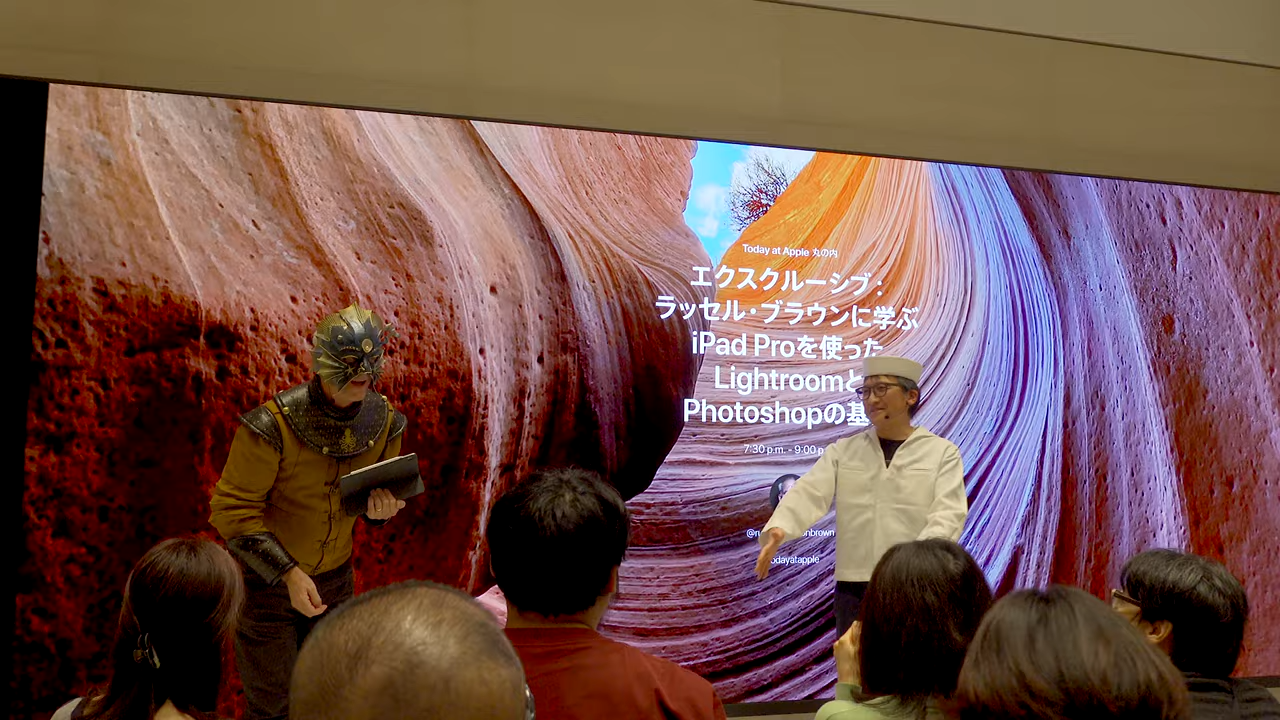 Today at Apple 丸の内
エクスクルーシブ：
ラッセル・ブラウンに学ぶ
iPad Proを使った
Lightroomと
Photoshopの基
7:30 p.m. - 9:00 p